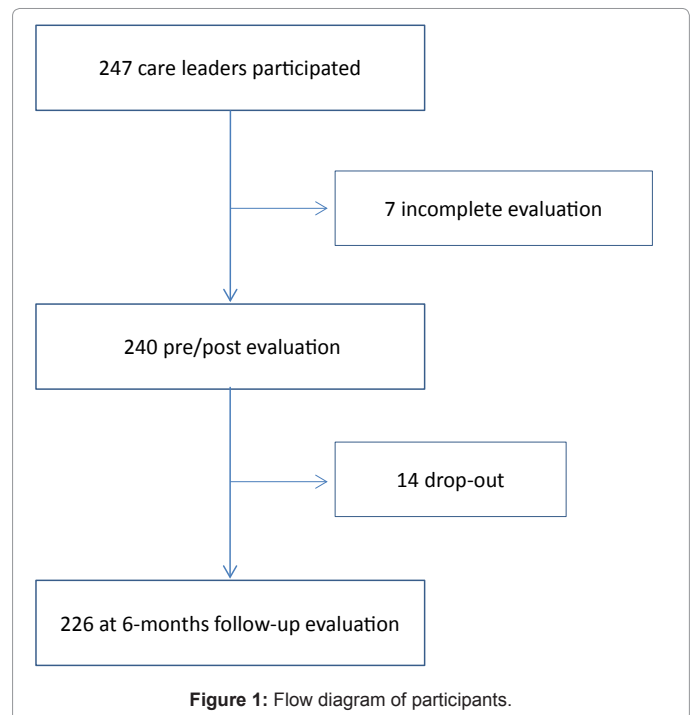 247 care leaders participated
7 incomplete evaluation
240 pre/post evaluation
14 drop-out
226 at 6-months follow-up evaluation
Figure 1: Flow diagram of participants.